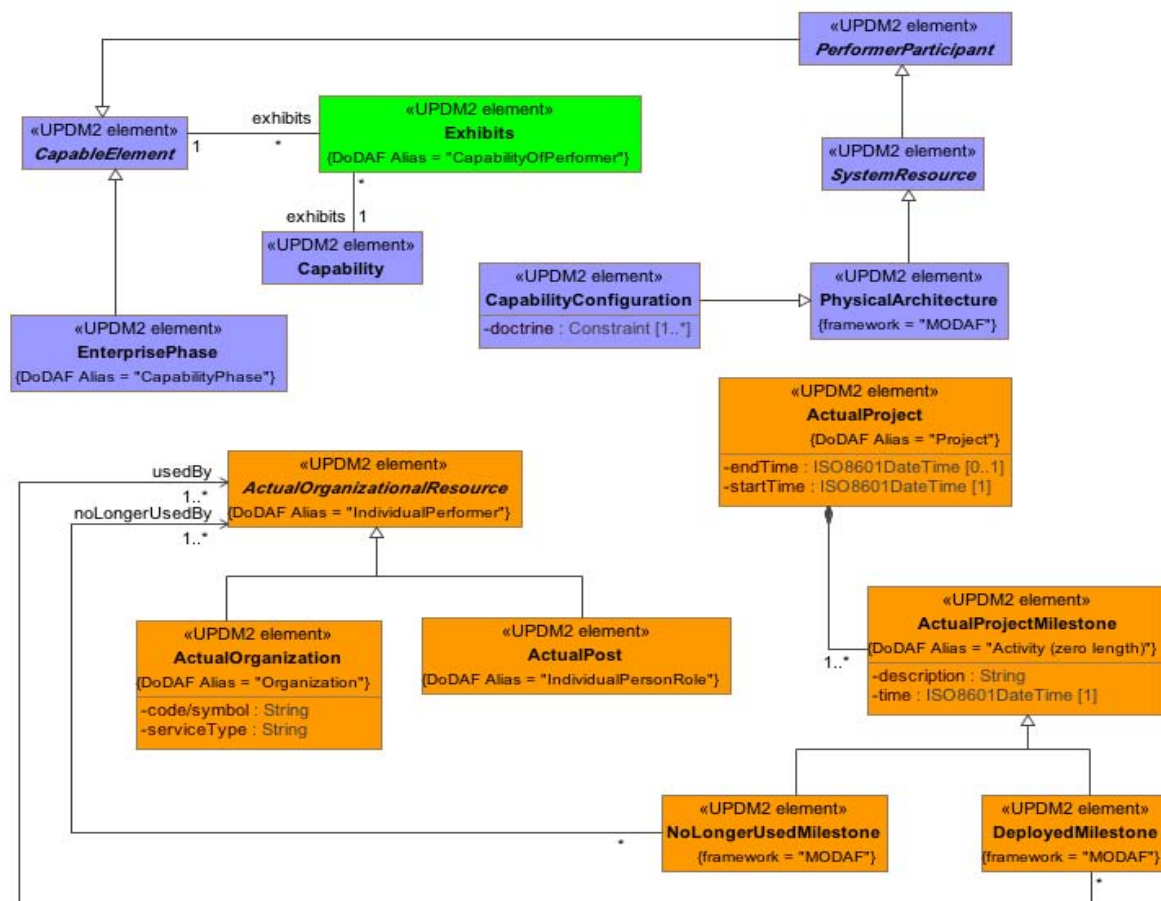 «UPDM2 element»
PerformerParticipant
«UPDM2 element»
CapableElement
1
exhibits
*
«UPDM2 element»
Exhibits
{DoDAF Alias = "CapabilityOfPerformer"}
*
exhibits 1
«UPDM2 element»
Capability
«UPDM2 element»
SystemResource
«UPDM2 element»
CapabilityConfiguration
-doctrine : Constraint [1..*]
«UPDM2 element»
PhysicalArchitecture
{framework = "MODAF"}
«UPDM2 element»
EnterprisePhase
{DoDAF Alias = "CapabilityPhase"}
«UPDM2 element»
ActualProject
{DoDAF Alias = "Project"}
-endTime : ISO8601DateTime [0..1]
-startTime : ISO8601DateTime [1]
usedBy
1..*
noLongerUsedBy
1..*
«UPDM2 element»
ActualOrganizationalResource
{DoDAF Alias = "IndividualPerformer"}
«UPDM2 element»
ActualOrganization
{DoDAF Alias = "Organization"}
-code/symbol : String
-serviceType : String
«UPDM2 element»
ActualPost
{DoDAF Alias = "IndividualPersonRole"}
1..*
«UPDM2 element»
ActualProjectMilestone
{DoDAF Alias = "Activity (zero length)"}
-description : String
-time : ISO8601DateTime [1]
*
«UPDM2 element»
NoLongerUsedMilestone
{framework = "MODAF"}
«UPDM2 element»
DeployedMilestone
{framework = "MODAF"}
*